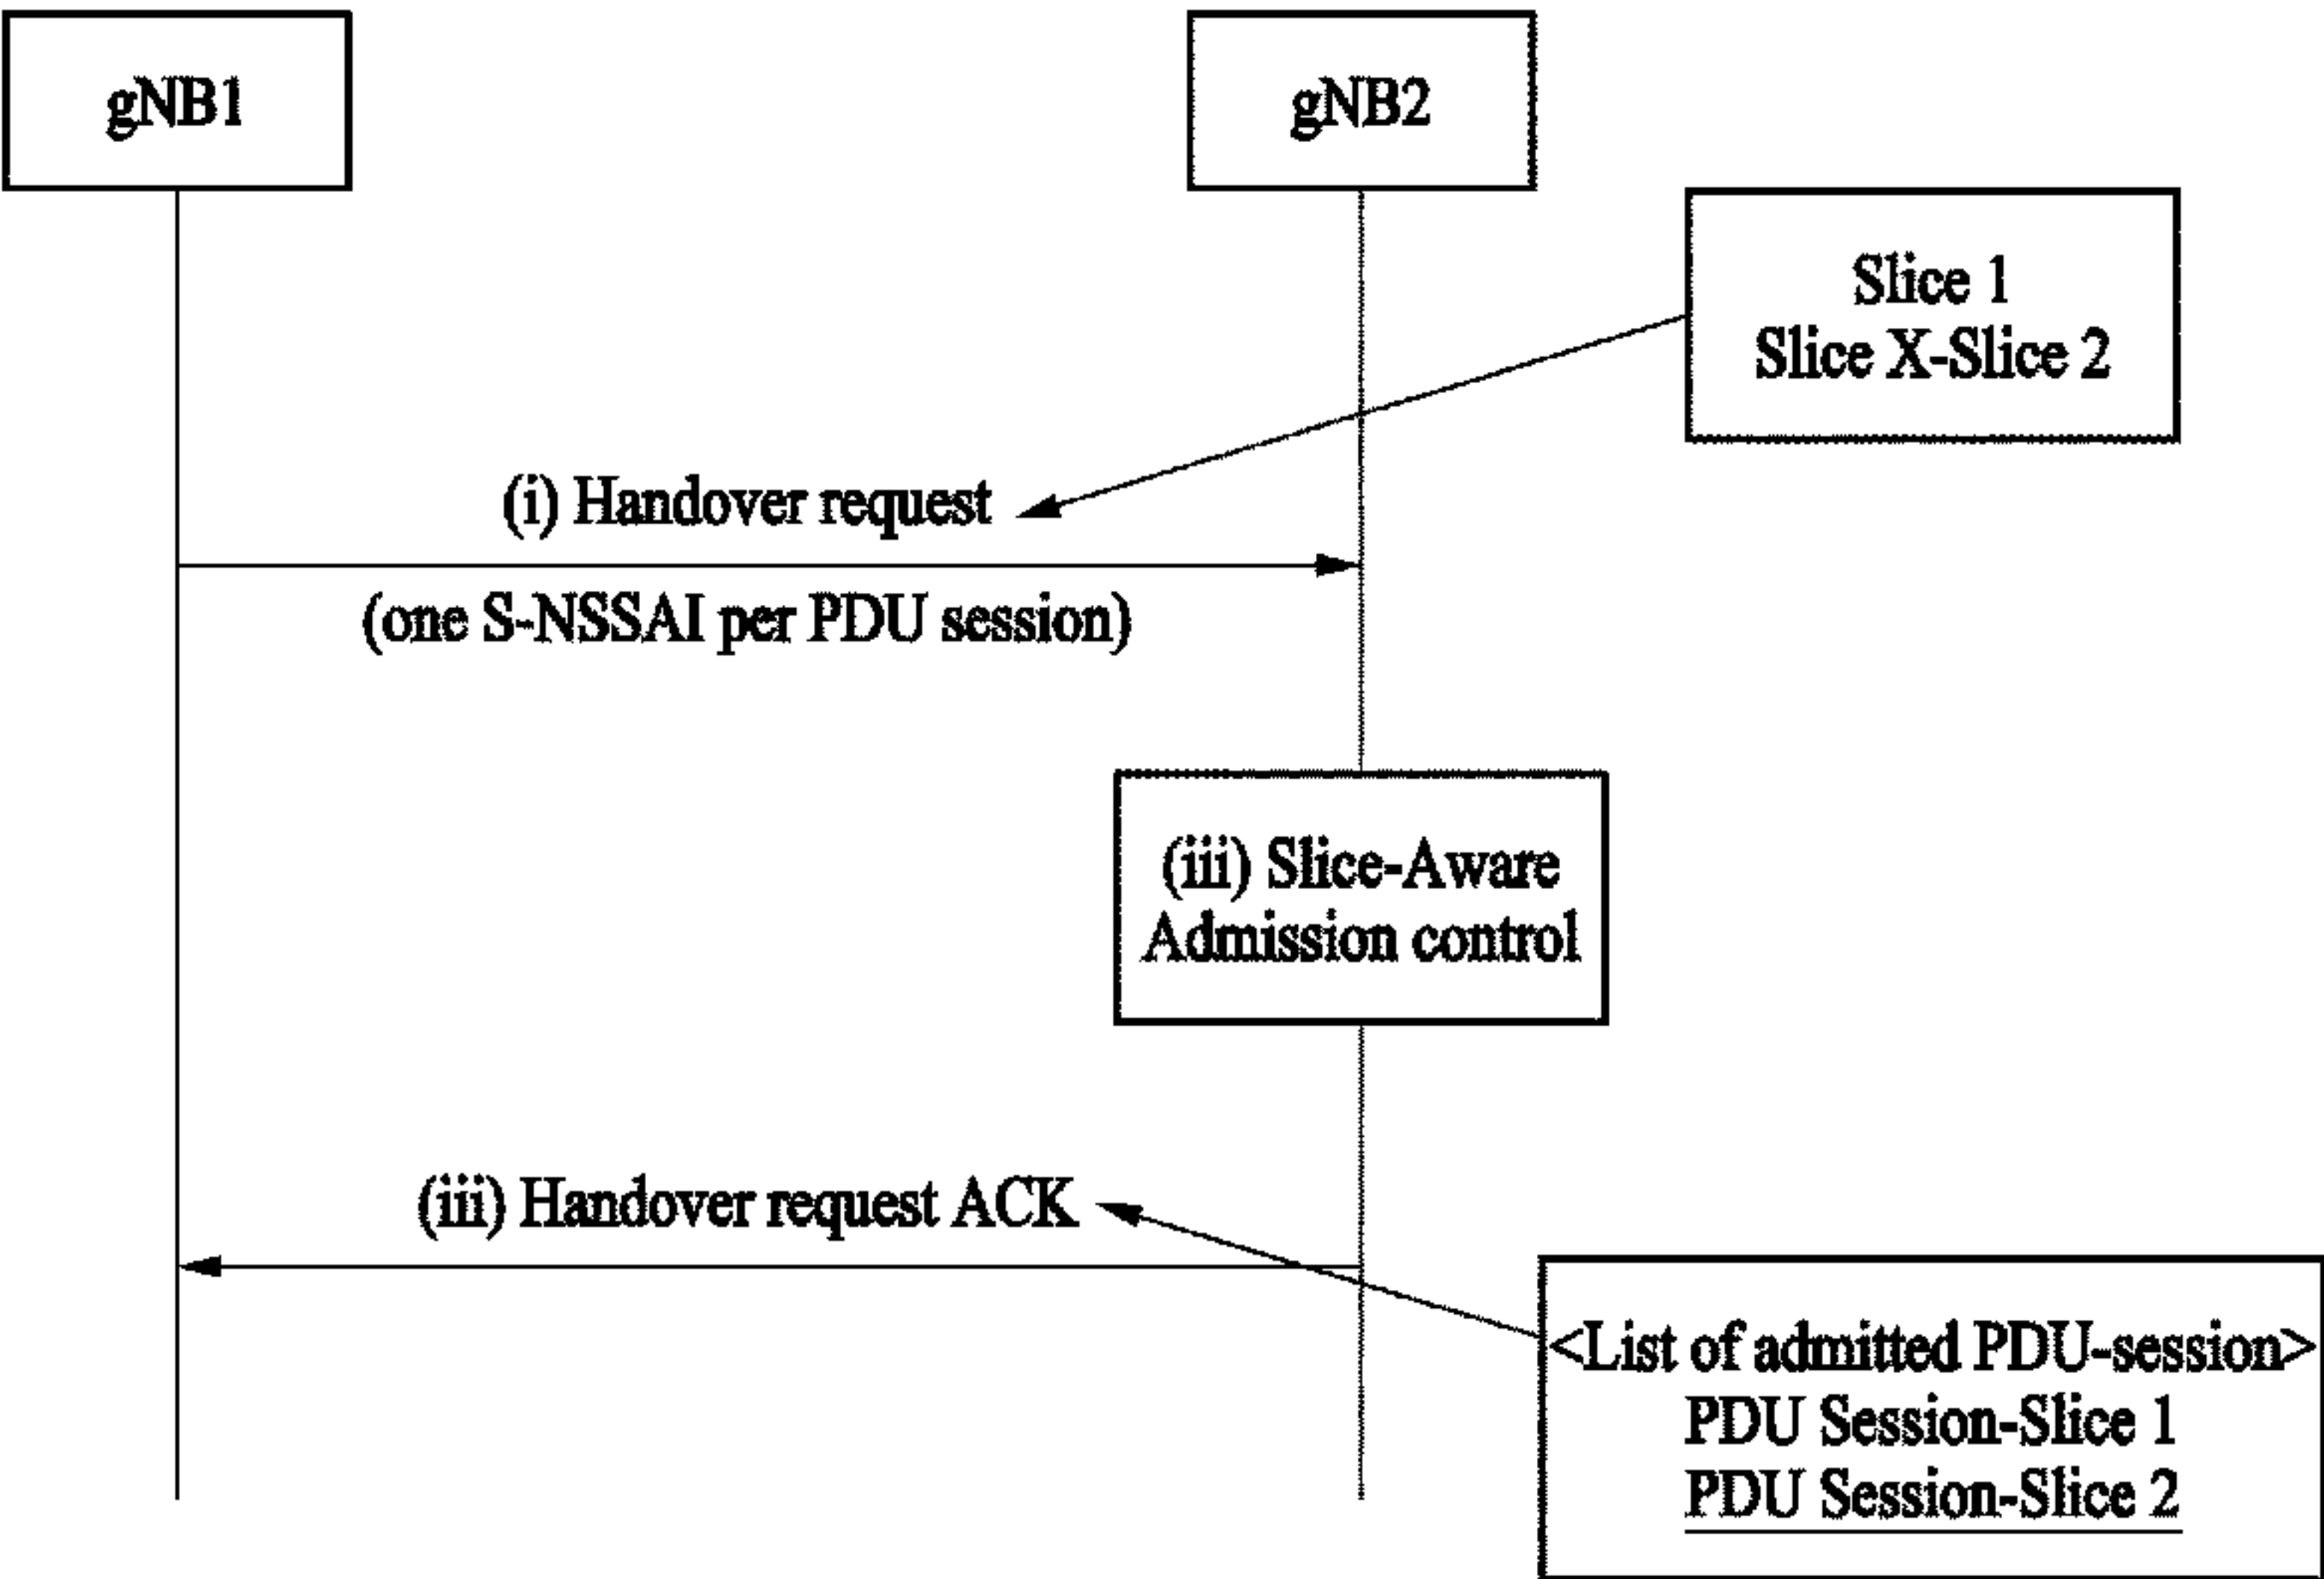 gNB1
gNB2
Slice 1
Slice X-Slice 2
(i) Handover request
(one S-NSSAI per PDU session)
(iii) Slice-Aware
Admission control
(iii) Handover request ACK
<List of admitted PDU-session>
PDU Session-Slice 1
PDU Session-Slice 2